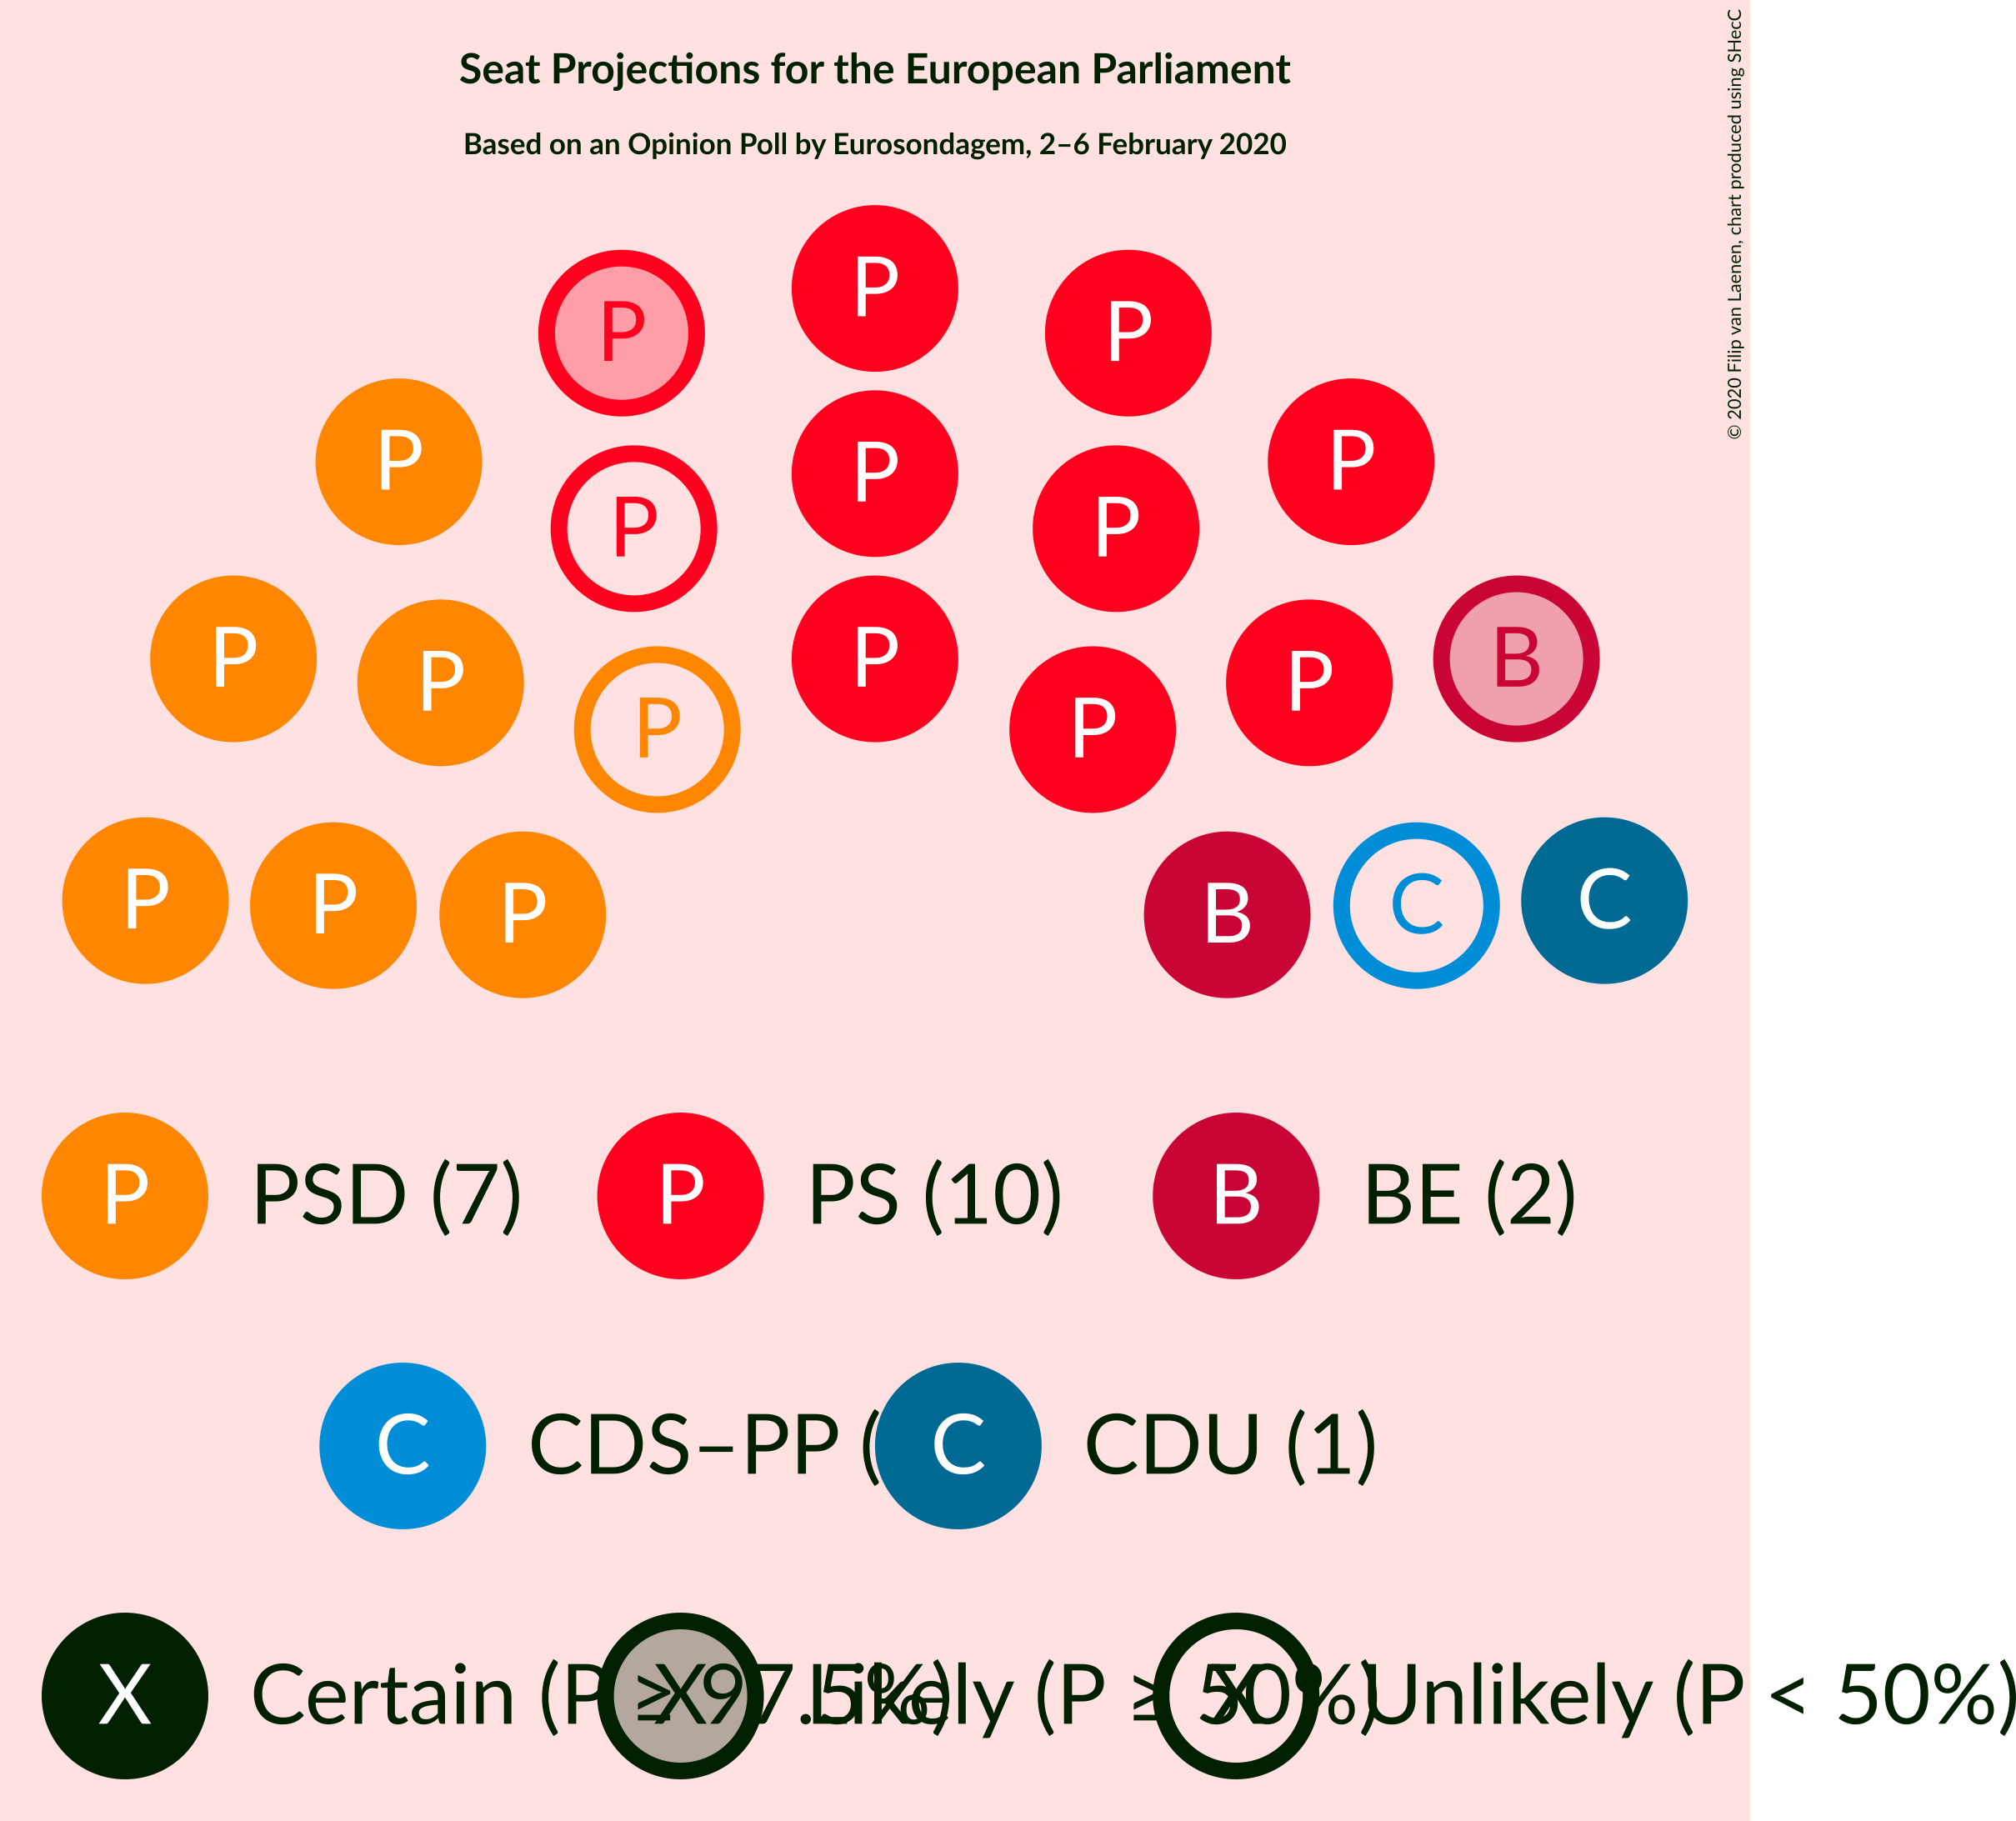 Seat Projections for the European Parliament
Based on an Opinion Poll by Eurosondagem, 2–6 February 2020
© 2020 Filip van Laenen, chart produced using SHecC
P
P P
P P
P
P P
P
P P
P P B
P P
P P P B C C
P PSD (7) P PS (10) B BE (2)
C CDS–PP ( C CDU (1)
X Certain (P ≥ 97.5%) X Likely (P ≥ 50%) X Unlikely (P < 50%)